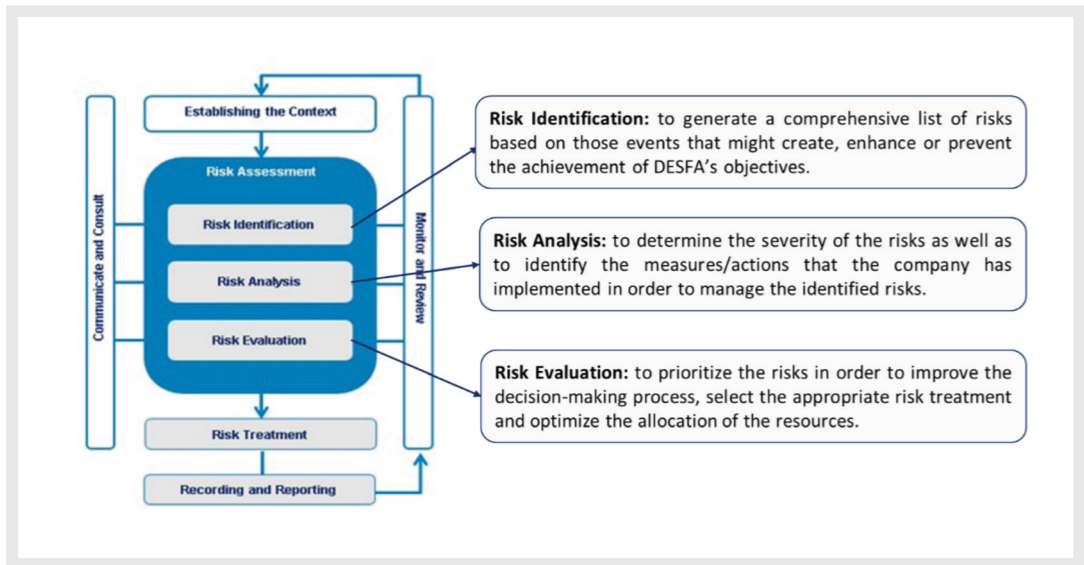 Establishing the Context
Risk Assessment
Risk Identification
Risk Analysis
Risk Evaluation
Risk Treatment
Recording and Reporting
Communicate and Consult
Monitor and Review
Risk Identification: to generate a comprehensive list of risks
based on those events that might create, enhance or prevent
the achievement of DESFA’s objectives.
Risk Analysis: to determine the severity of the risks as well as
to identify the measures/actions that the company has
implemented in order to manage the identified risks.
Risk Evaluation: to prioritize the risks in order to improve the
decision-making process, select the appropriate risk treatment
and optimize the allocation of the resources.